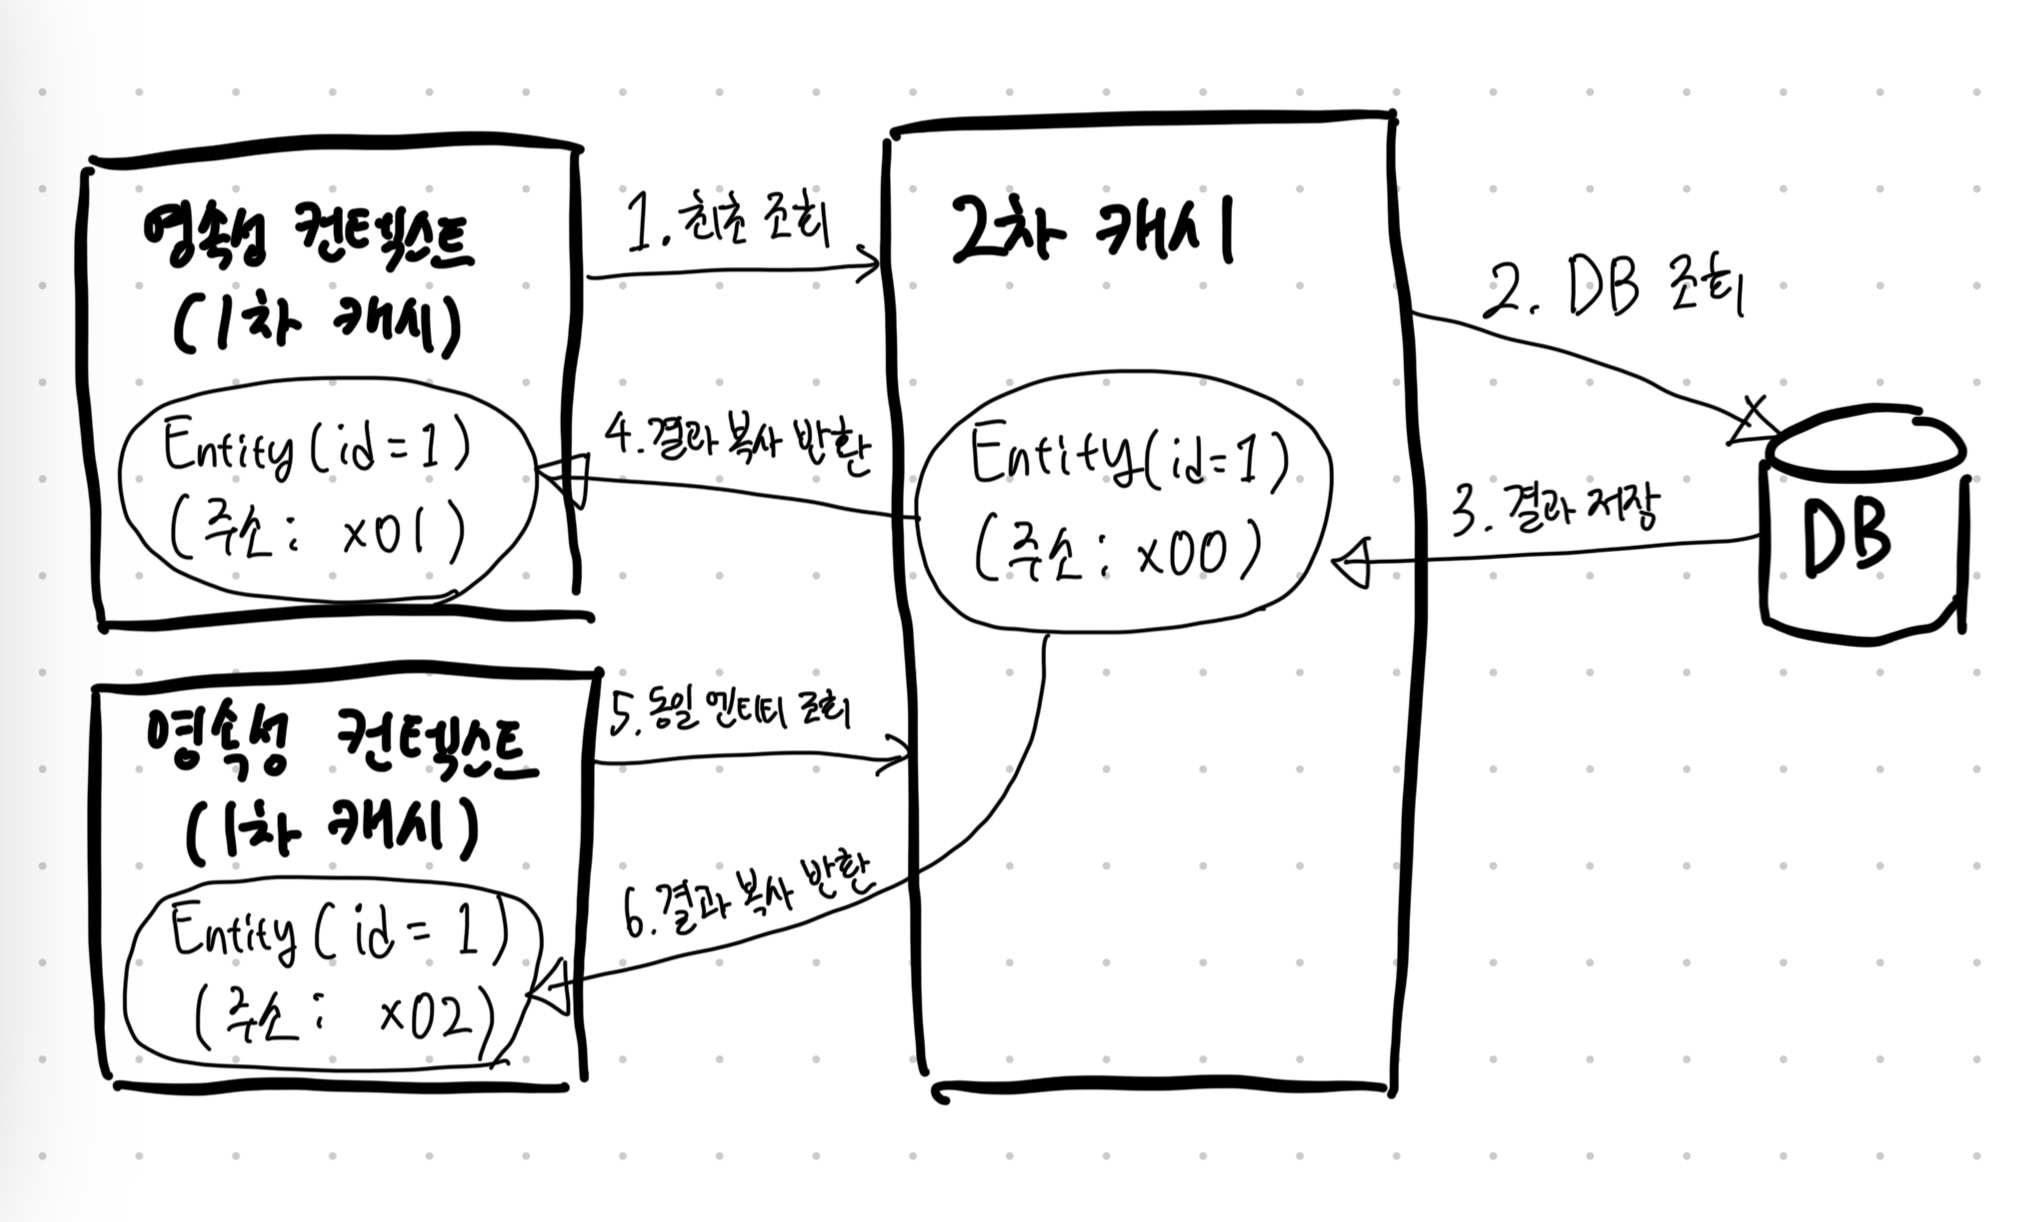 영속성 컨텍스트
(1차 캐시)
Entity(id=1)
(주소: x01)
1. 최초 조회
2차 캐시
2. DB 조회
4. 결과 복사 반환
Entity(id=1)
(주소: x00)
3. 결과 저장
DB
영속성 컨텍스트
(1차 캐시)
Entity(id=1)
(주소: x02)
5. 동일 엔티티 조회
6. 결과 복사 반환